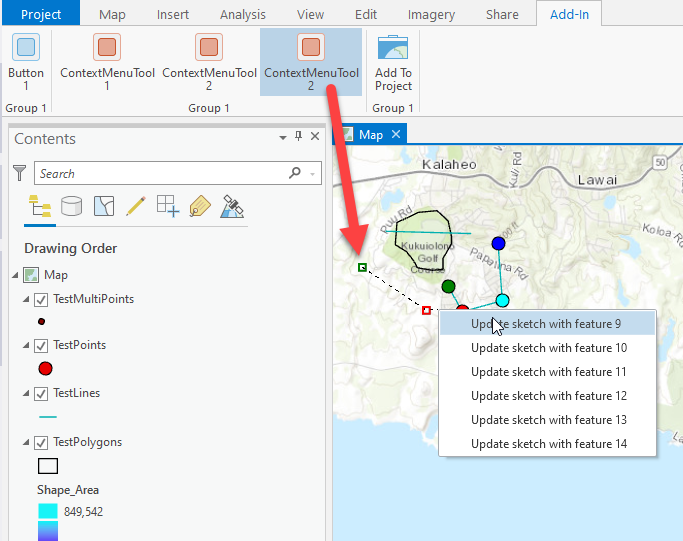 Project Map Insert Analysis View Edit Imagery Share Add-In
Button
1
ContextMenuTool
1
ContextMenuTool
2
ContextMenuTool
2
Add To
Project
Group 1 Group 1 Group 1
Contents
Search
Drawing Order
Map
TestMultiPoints
TestPoints
TestLines
TestPolygons
Shape_Area
849,542
Map
Kalaheo
Puu Rd
Kuli Rd
50
Lawai
Koloa Ro
Kukuiolono
Golf
Course
Papalina Rd
Update sketch with feature 9
Update sketch with feature 10
Update sketch with feature 11
Update sketch with feature 12
Update sketch with feature 13
Update sketch with feature 14